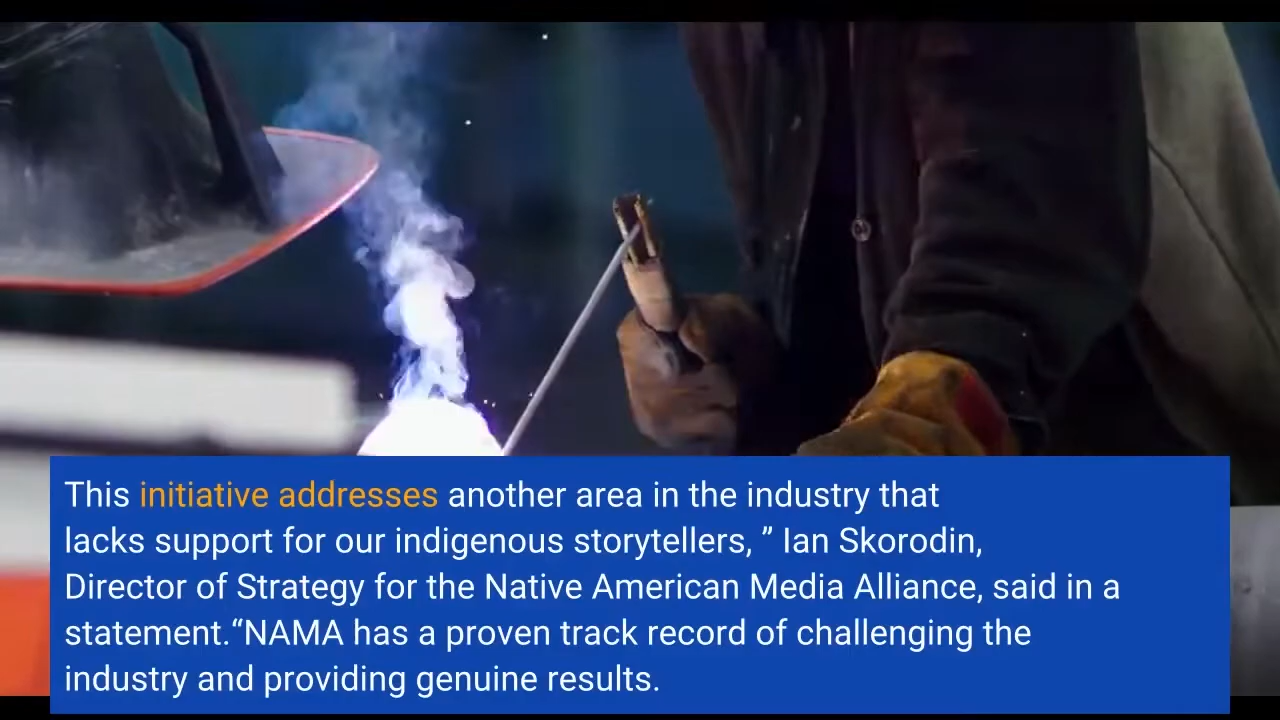 This initiative addresses another area in the industry that
lacks support for our indigenous storytellers, ” Ian Skorodin,
Director of Strategy for the Native American Media Alliance, said in a
statement.“NAMA has a proven track record of challenging the
industry and providing genuine results.